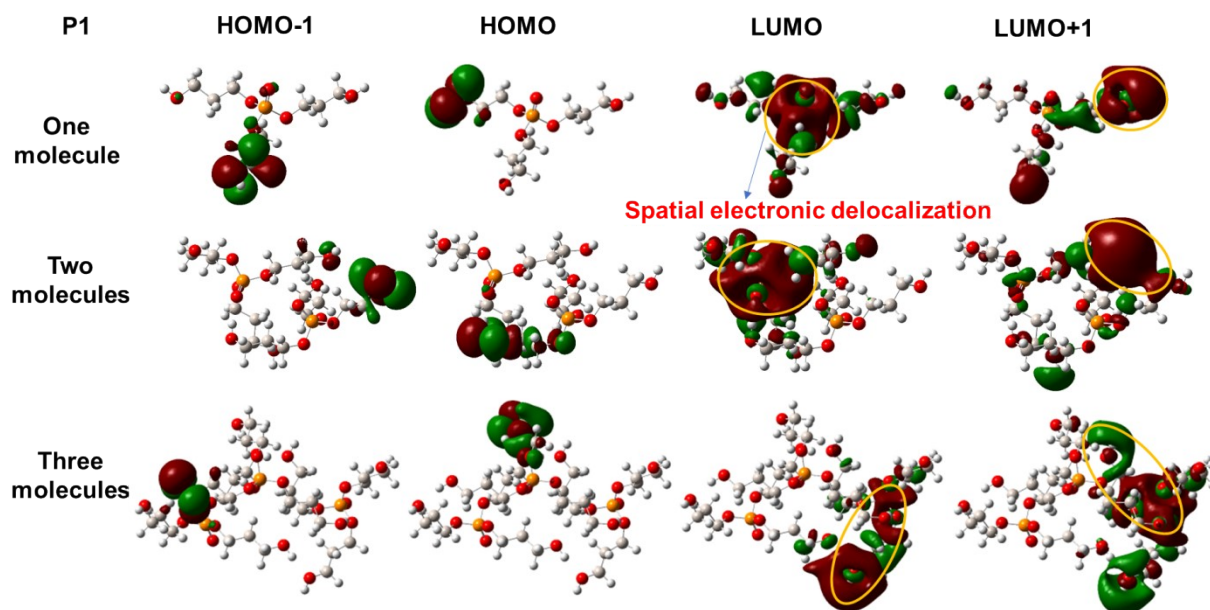 P1 HOMO-1 HOMO LUMO LUMO+1
One
molecule
Spatial electronic delocalization
Two
molecules
Three
molecules